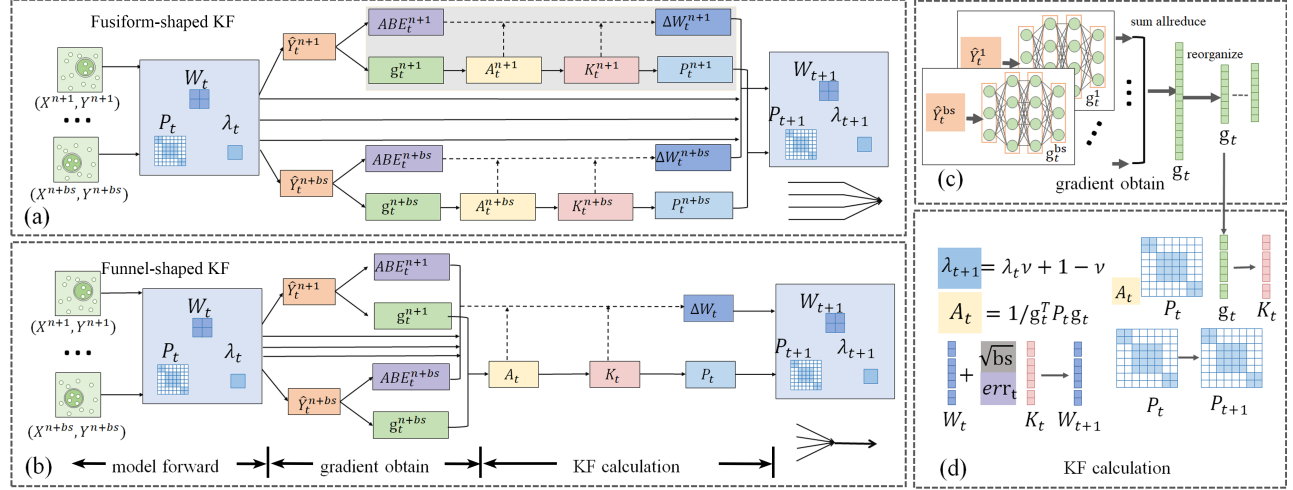 Fusiform-shaped KF
(X^{n+1}, Y^{n+1})
•••
(X^{n+bs}, Y^{n+bs})
W_t
P_t
λ_t
Ŷ_t^{n+1}
ABE_t^{n+1}
ΔW_t^{n+1}
g_t^{n+1}
A_t^{n+1}
K_t^{n+1}
P_t^{n+1}
Ŷ_t^{n+bs}
ABE_t^{n+bs}
ΔW_t^{n+bs}
g_t^{n+bs}
A_t^{n+bs}
K_t^{n+bs}
P_t^{n+bs}
W_{t+1}
P_{t+1}
λ_{t+1}
(a)
Funnel-shaped KF
(X^{n+1}, Y^{n+1})
•••
(X^{n+bs}, Y^{n+bs})
W_t
P_t
λ_t
Ŷ_t^{n+1}
ABE_t^{n+1}
g_t^{n+1}
Ŷ_t^{n+bs}
ABE_t^{n+bs}
g_t^{n+bs}
ΔW_t
A_t
K_t
P_t
W_{t+1}
P_{t+1}
λ_{t+1}
(b)
model forward
gradient obtain
KF calculation
sum allreduce
reorganize
Ŷ_t^1
g_t^1
Ŷ_t^{bs}
g_t^{bs}
g_t
g_t
gradient obtain
(c)
λ_{t+1} = λ_t ν + 1 − ν
A_t = 1/g_t^T P_t g_t
A_t
P_t
g_t
K_t
√bs
err_t
+
W_t
K_t
W_{t+1}
P_t
P_{t+1}
(d)
KF calculation